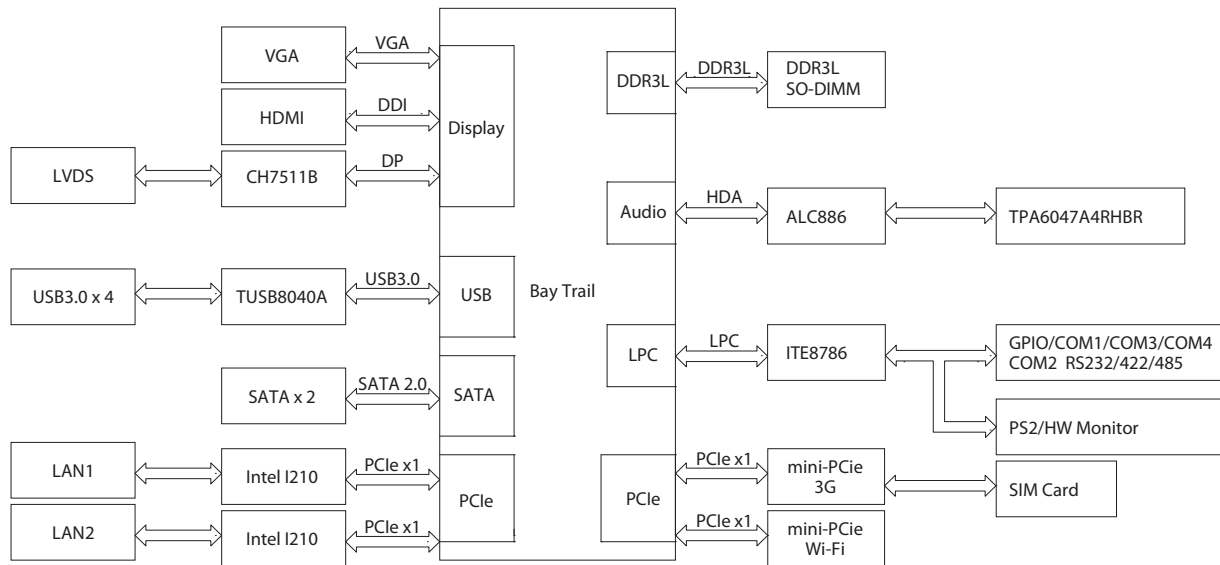 VGA
VGA
HDMI
DDI
LVDS
CH7511B
DP
Display
USB3.0 x 4
TUSB8040A
USB3.0
USB
SATA x 2
SATA 2.0
SATA
LAN1
Intel I210
PCIe x1
LAN2
Intel I210
PCIe x1
PCIe
Bay Trail
DDR3L
DDR3L
DDR3L
SO-DIMM
Audio
HDA
ALC886
TPA6047A4RHBR
LPC
LPC
ITE8786
GPIO/COM1/COM3/COM4
COM2 RS232/422/485
PS2/HW Monitor
PCIe
PCIe x1
mini-PCie
3G
SIM Card
PCIe x1
mini-PCie
Wi-Fi